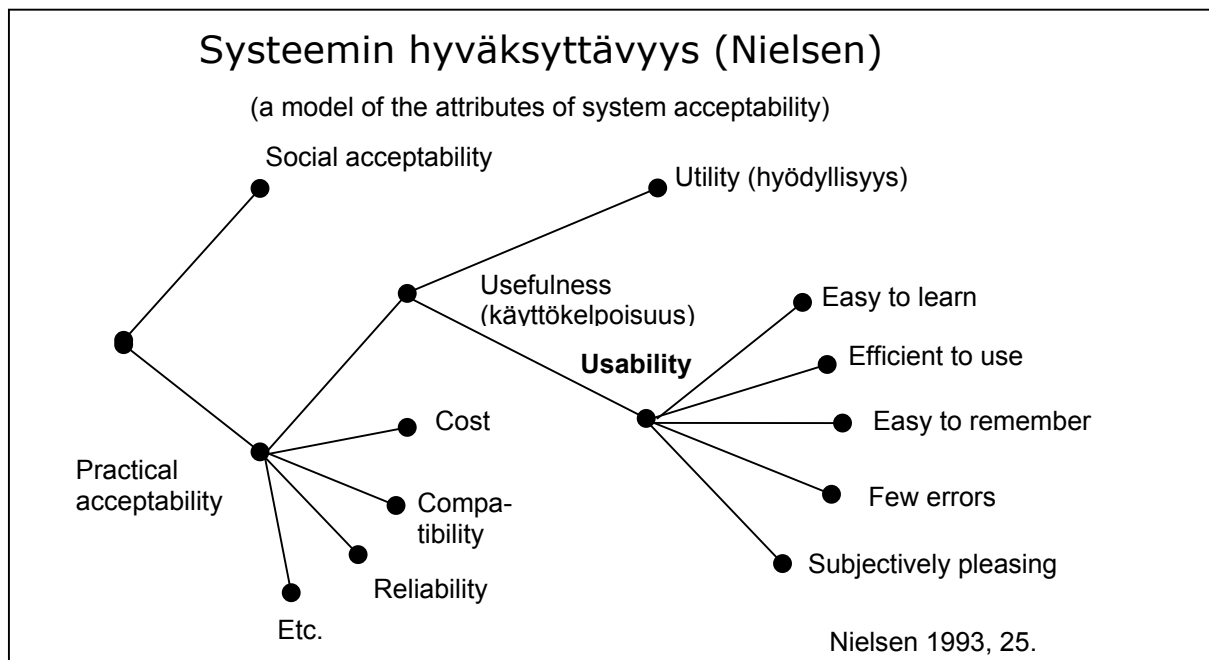 Systeemin hyväksyttävyys (Nielsen)
(a model of the attributes of system acceptability)
Social acceptability
Utility (hyödyllisyys)
Usefulness
(käyttökelpoisuus)
Easy to learn
Usability
Efficient to use
Cost
Easy to remember
Practical
acceptability
Compa-
tibility
Few errors
Subjectively pleasing
Reliability
Etc.
Nielsen 1993, 25.